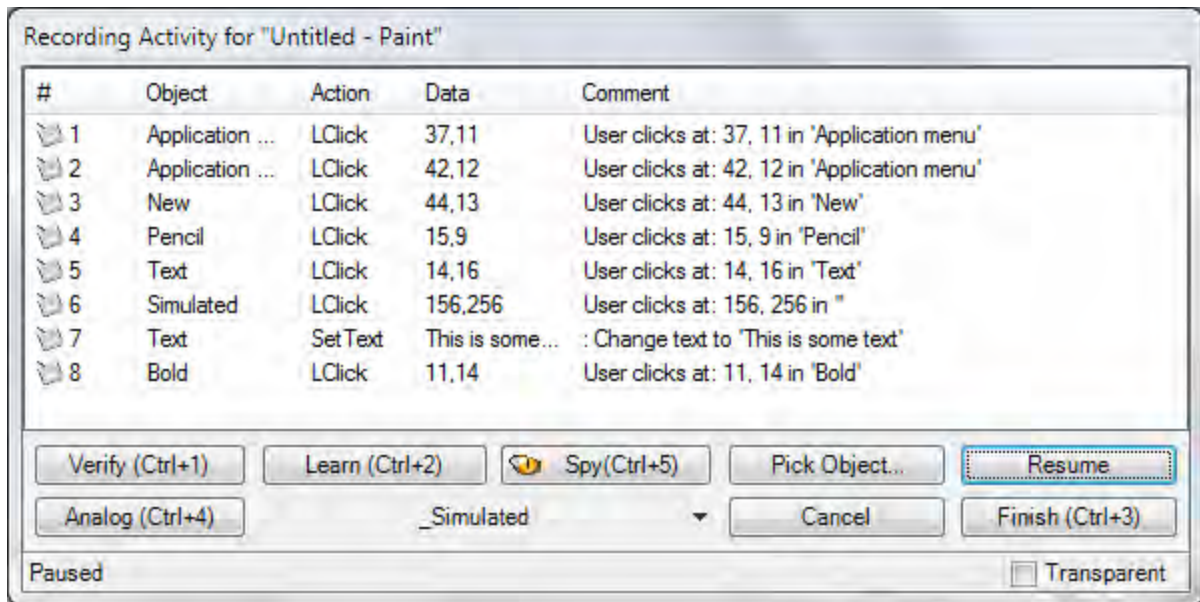 Recording Activity for "Untitled - Paint"
# Object Action Data Comment
1 Application ... LClick 37,11 User clicks at: 37, 11 in 'Application menu'
2 Application ... LClick 42,12 User clicks at: 42, 12 in 'Application menu'
3 New LClick 44,13 User clicks at: 44, 13 in 'New'
4 Pencil LClick 15,9 User clicks at: 15, 9 in 'Pencil'
5 Text LClick 14,16 User clicks at: 14, 16 in 'Text'
6 Simulated LClick 156,256 User clicks at: 156, 256 in ''
7 Text SetText This is some... : Change text to 'This is some text'
8 Bold LClick 11,14 User clicks at: 11, 14 in 'Bold'
Verify (Ctrl+1) Learn (Ctrl+2) Spy(Ctrl+5) Pick Object... Resume
Analog (Ctrl+4) _Simulated Cancel Finish (Ctrl+3)
Paused Transparent